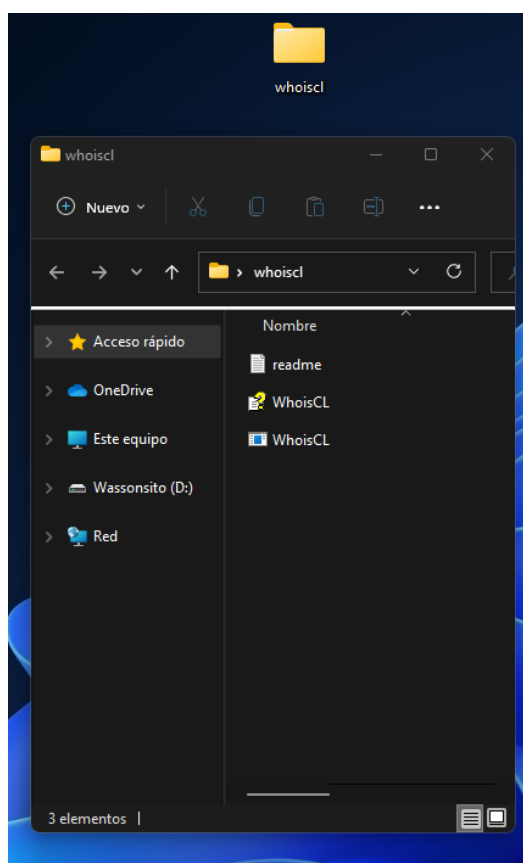 whoiscl
whoiscl
Nuevo
whoiscl
Nombre
Acceso rápido
readme
OneDrive
WhoisCL
Este equipo
WhoisCL
Wassonsito (D:)
Red
3 elementos